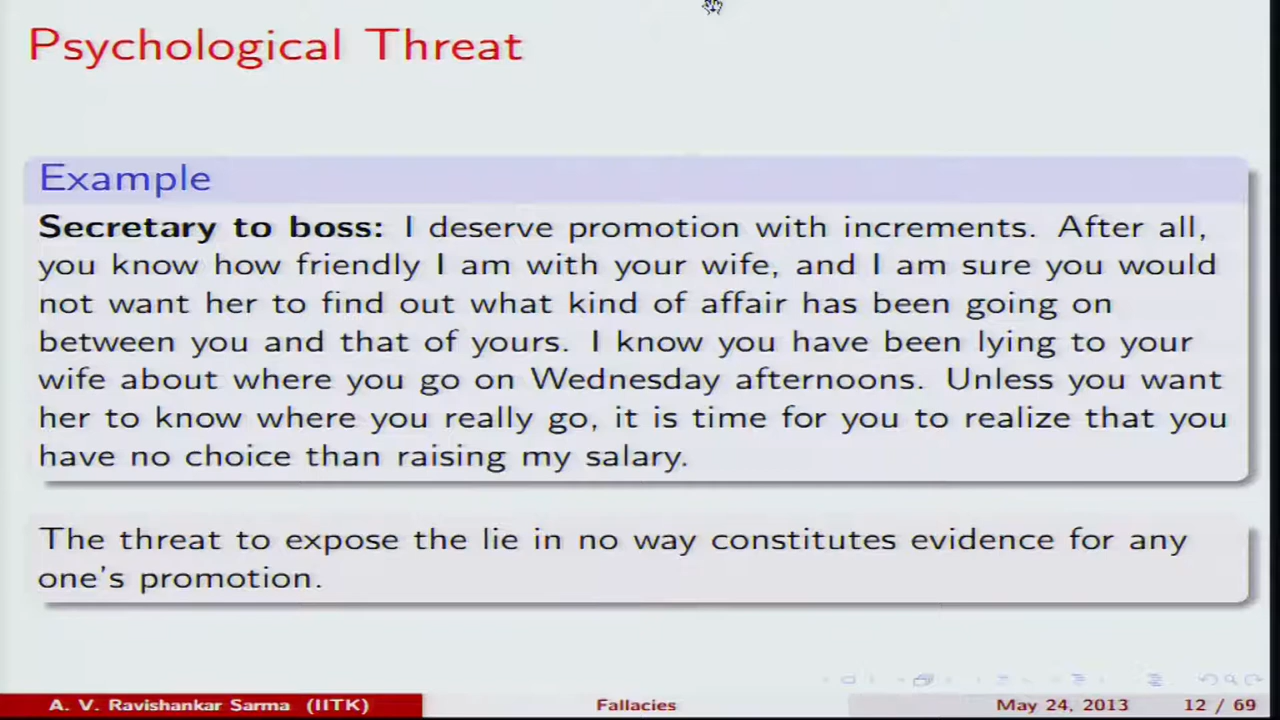 Psychological Threat
Example
Secretary to boss: I deserve promotion with increments. After all,
you know how friendly I am with your wife, and I am sure you would
not want her to find out what kind of affair has been going on
between you and that of yours. I know you have been lying to your
wife about where you go on Wednesday afternoons. Unless you want
her to know where you really go, it is time for you to realize that you
have no choice than raising my salary.
The threat to expose the lie in no way constitutes evidence for any
one's promotion.
A. V. Ravishankar Sarma (IITK) Fallacies May 24, 2013 12 / 69